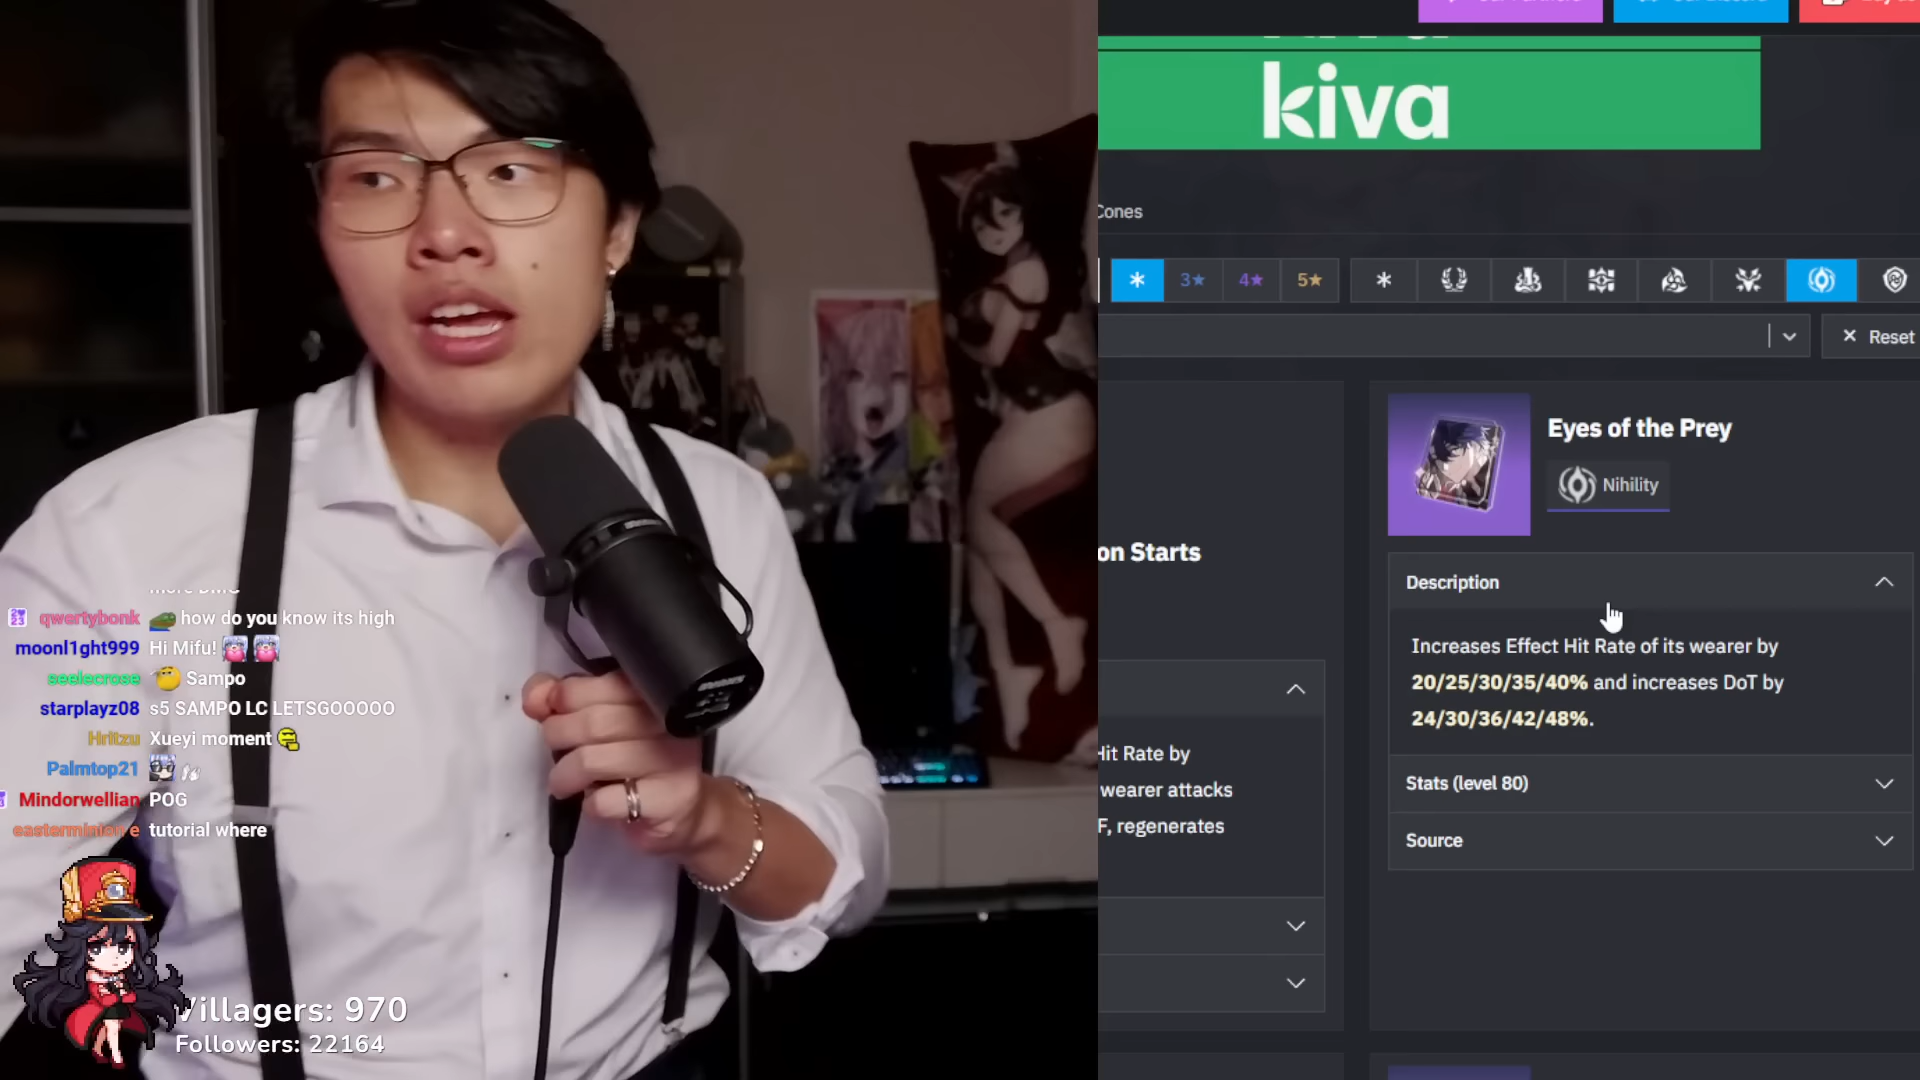 kiva
Cones
3★
4★
5★
Reset
Eyes of the Prey
Nihility
on Starts
Description
Increases Effect Hit Rate of its wearer by
20/25/30/35/40% and increases DoT by
24/30/36/42/48%.
Hit Rate by
wearer attacks
F, regenerates
Stats (level 80)
Source
qwertybonk how do you know its high
moonl1ght999 Hi Mifu!
seelecrose Sampo
starplayz08 s5 SAMPO LC LETSGOOOOO
Hritzu Xueyi moment
Palmtop21
Mindorwellian POG
tutorial where
Villagers: 970
Followers: 22164